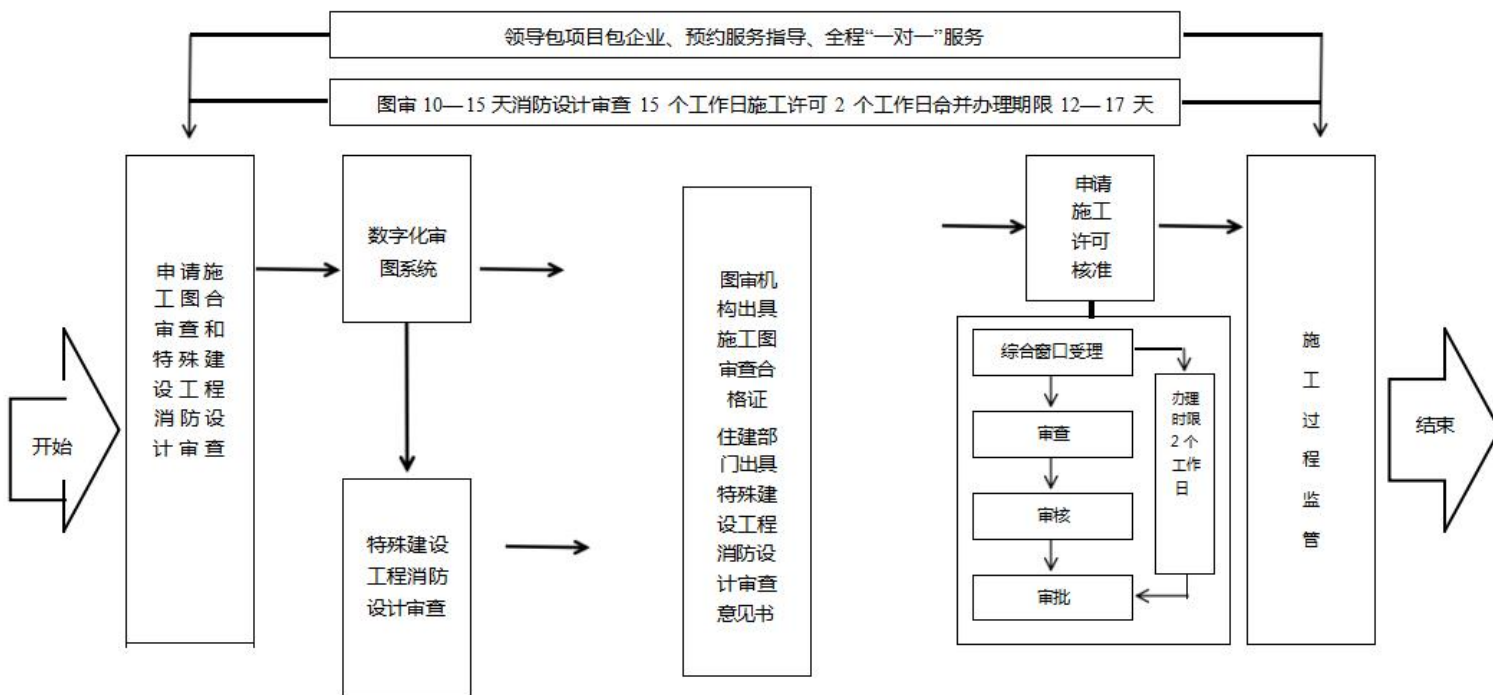 领导包项目包企业、预约服务指导、全程“一对一”服务
图审 10—15 天消防设计审查 15 个工作日施工许可 2 个工作日合并办理期限 12—17 天
开始
申请施
工图合
审查和
特殊建
设工程
消防设
计审查
数字化审
图系统
特殊建设
工程消防
设计审查
图审机
构出具
施工图
审查合
格证
住建部
门出具
特殊建
设工程
消防设
计审查
意见书
申请
施工
许可
核准
综合窗口受理
审查
审核
审批
办理
时限
2 个
工作
日
施
工
过
程
监
管
结束